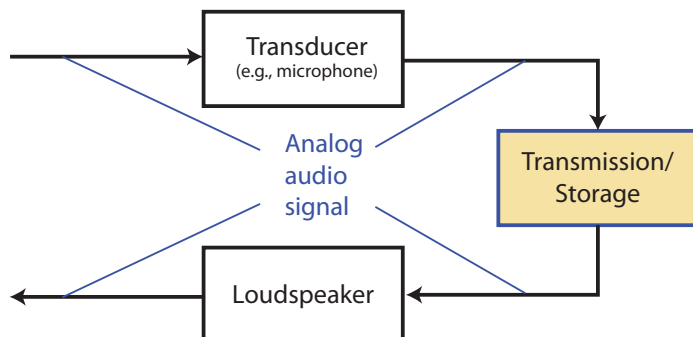 Transducer
(e.g., microphone)
Analog
audio
signal
Transmission/
Storage
Loudspeaker